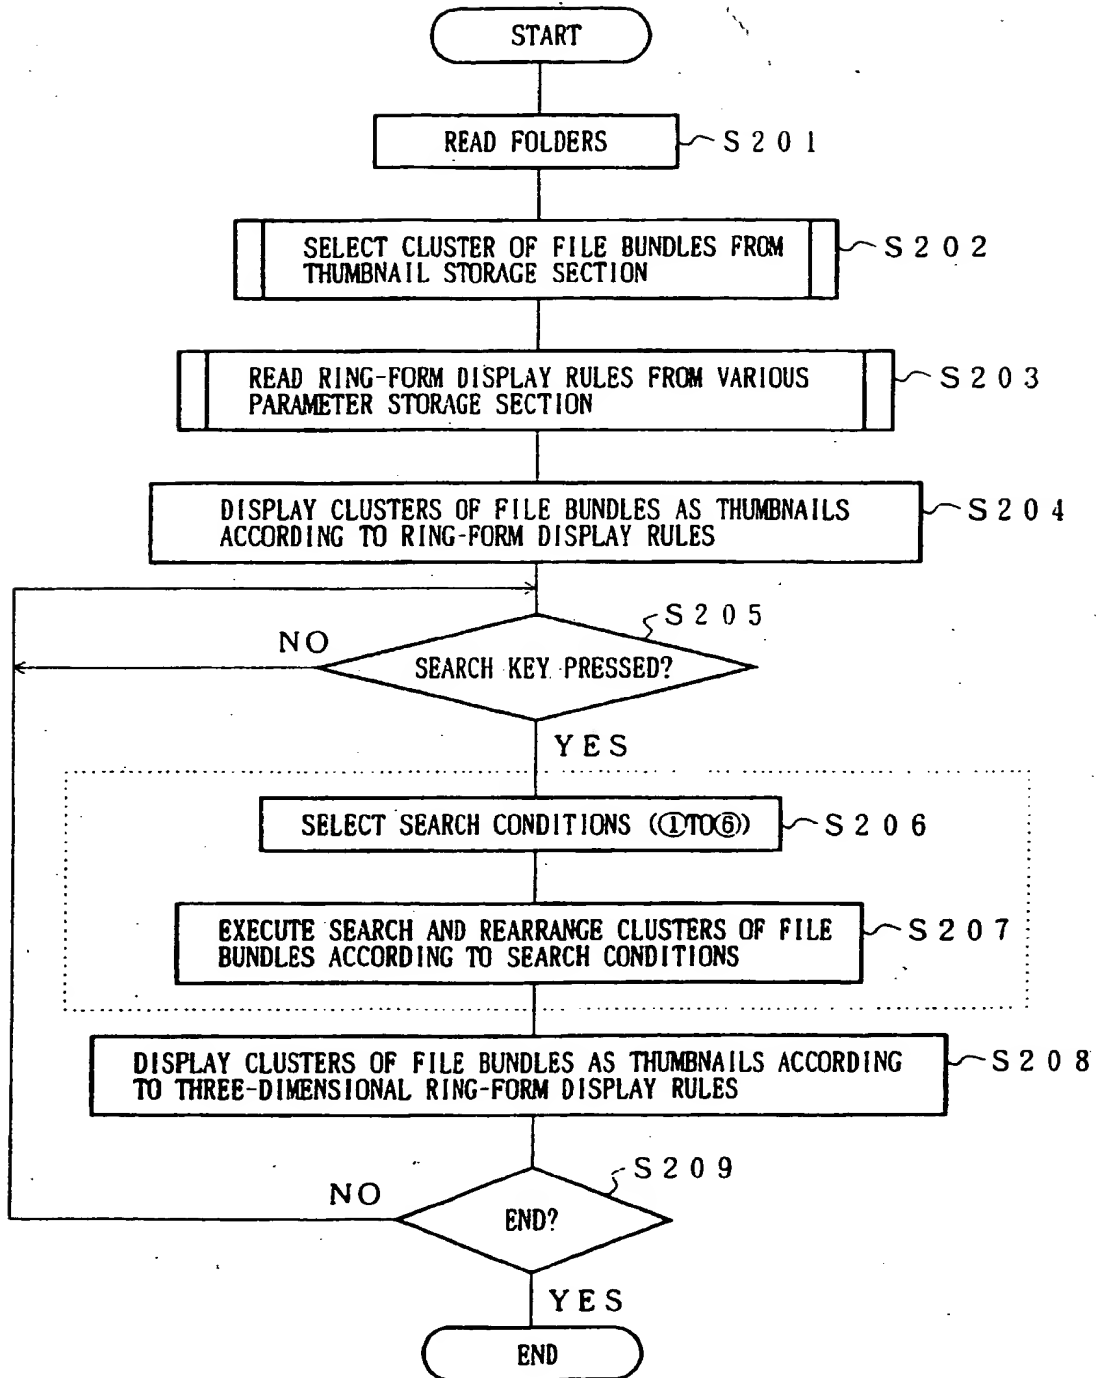 START
READ FOLDERS
S201
SELECT CLUSTER OF FILE BUNDLES FROM
THUMBNAIL STORAGE SECTION
S202
READ RING-FORM DISPLAY RULES FROM VARIOUS
PARAMETER STORAGE SECTION
S203
DISPLAY CLUSTERS OF FILE BUNDLES AS THUMBNAILS
ACCORDING TO RING-FORM DISPLAY RULES
S204
S205
NO
SEARCH KEY PRESSED?
YES
SELECT SEARCH CONDITIONS (①TO⑥)
S206
EXECUTE SEARCH AND REARRANGE CLUSTERS OF FILE
BUNDLES ACCORDING TO SEARCH CONDITIONS
S207
DISPLAY CLUSTERS OF FILE BUNDLES AS THUMBNAILS ACCORDING
TO THREE-DIMENSIONAL RING-FORM DISPLAY RULES
S208
S209
NO
END?
YES
END